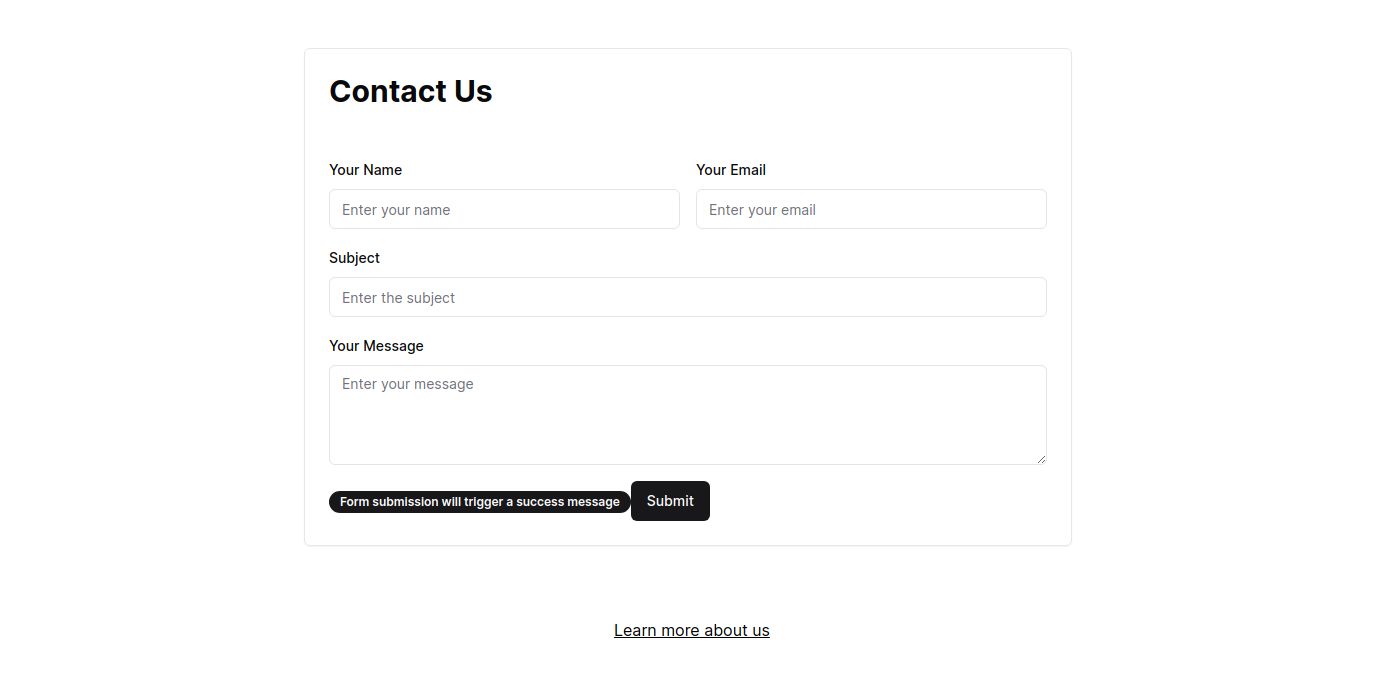 Contact Us
Your Name
Your Email
Enter your name
Enter your email
Subject
Enter the subject
Your Message
Enter your message
Form submission will trigger a success message
Submit
Learn more about us